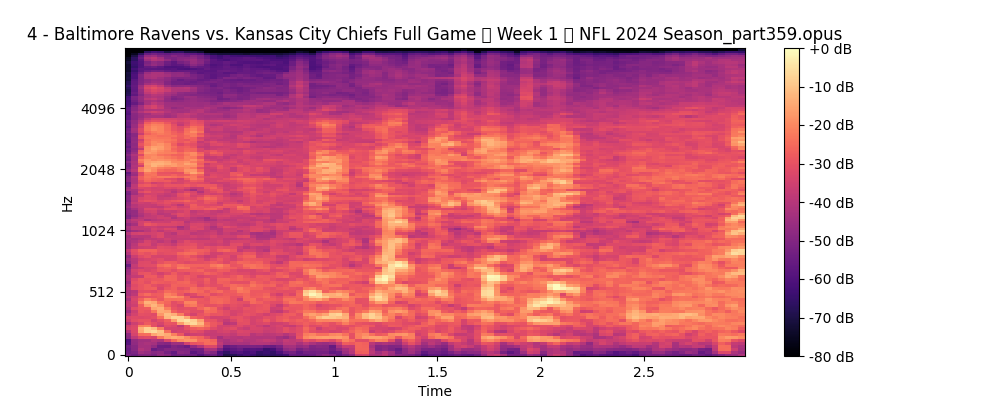 4 - Baltimore Ravens vs. Kansas City Chiefs Full Game ▯ Week 1 ▯ NFL 2024 Season_part359.opus
+0 dB
-10 dB
-20 dB
-30 dB
-40 dB
-50 dB
-60 dB
-70 dB
-80 dB
4096
2048
1024
512
0
Hz
0
0.5
1
1.5
2
2.5
Time